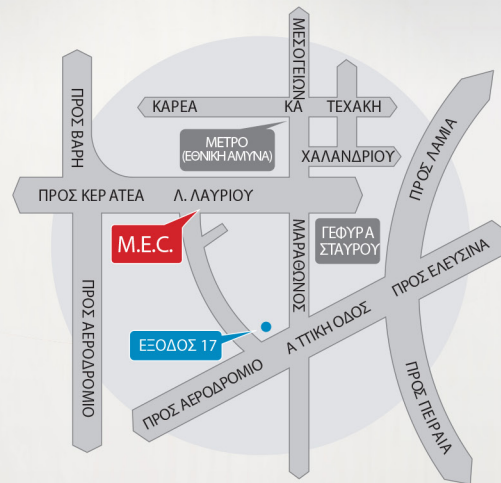 ΜΕΣΟΓΕΙΩΝ
ΠΡΟΣ ΒΑΡΗ
ΚΑΡΕΑ
ΚΑ ΤΕΧΑΚΗ
ΜΕΤΡΟ
(ΕΘΝΙΚΗ ΑΜΥΝΑ)
ΧΑΛΑΝΔΡΙΟΥ
ΠΡΟΣ ΛΑΜΙΑ
ΠΡΟΣ ΚΕΡ ΑΤΕΑ
Λ. ΛΑΥΡΙΟΥ
M.E.C.
ΜΑΡΑΘΩΝΟΣ
ΓΕΦΥΡ Α
ΣΤΑΥΡΟΥ
ΠΡΟΣ ΕΛΕΥΣΙΝΑ
ΠΡΟΣ ΑΕΡΟΔΡΟΜΙΟ
ΕΞΟΔΟΣ 17
Α ΤΤΙΚΗ ΟΔΟΣ
ΠΡΟΣ ΑΕΡΟΔΡΟΜΙΟ
ΠΡΟΣ ΠΕΙΡΑΙΑ